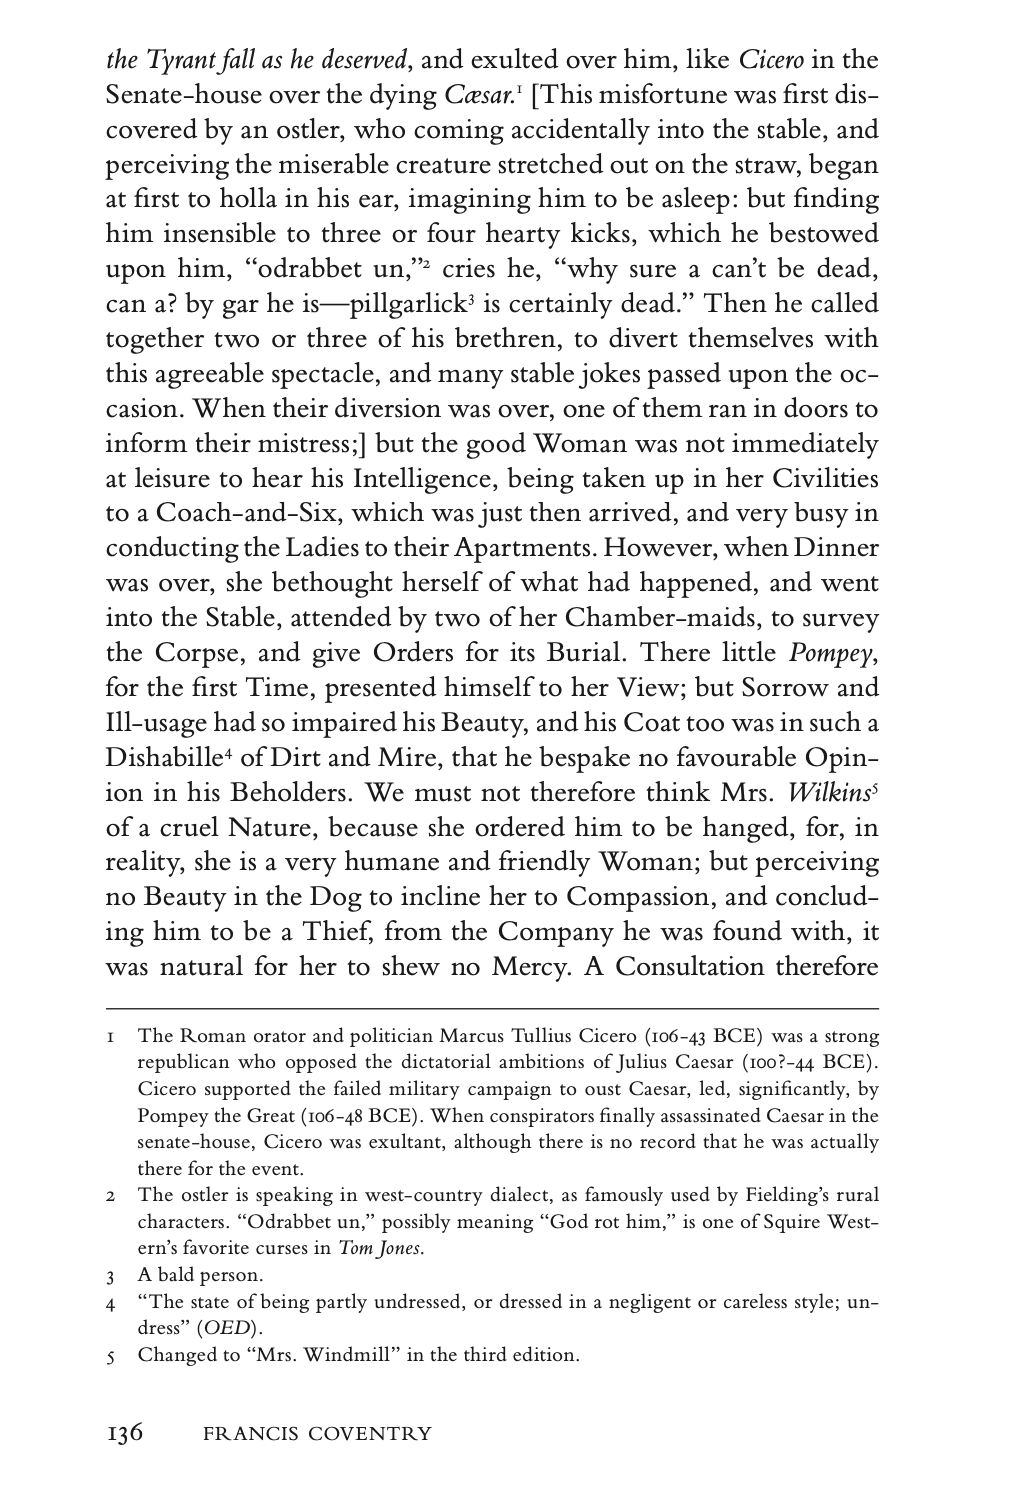 the Tyrant fall as he deserved, and exulted over him, like Cicero in the
Senate-house over the dying Cæsar.¹ [This misfortune was first dis-
covered by an ostler, who coming accidentally into the stable, and
perceiving the miserable creature stretched out on the straw, began
at first to holla in his ear, imagining him to be asleep: but finding
him insensible to three or four hearty kicks, which he bestowed
upon him, “odrabbet un,”² cries he, “why sure a can’t be dead,
can a? by gar he is—pillgarlick³ is certainly dead.” Then he called
together two or three of his brethren, to divert themselves with
this agreeable spectacle, and many stable jokes passed upon the oc-
casion. When their diversion was over, one of them ran in doors to
inform their mistress;] but the good Woman was not immediately
at leisure to hear his Intelligence, being taken up in her Civilities
to a Coach-and-Six, which was just then arrived, and very busy in
conducting the Ladies to their Apartments. However, when Dinner
was over, she bethought herself of what had happened, and went
into the Stable, attended by two of her Chamber-maids, to survey
the Corpse, and give Orders for its Burial. There little Pompey,
for the first Time, presented himself to her View; but Sorrow and
Ill-usage had so impaired his Beauty, and his Coat too was in such a
Dishabille⁴ of Dirt and Mire, that he bespake no favourable Opin-
ion in his Beholders. We must not therefore think Mrs. Wilkins⁵
of a cruel Nature, because she ordered him to be hanged, for, in
reality, she is a very humane and friendly Woman; but perceiving
no Beauty in the Dog to incline her to Compassion, and conclud-
ing him to be a Thief, from the Company he was found with, it
was natural for her to shew no Mercy. A Consultation therefore
1 The Roman orator and politician Marcus Tullius Cicero (106–43 BCE) was a strong
republican who opposed the dictatorial ambitions of Julius Caesar (100?–44 BCE).
Cicero supported the failed military campaign to oust Caesar, led, significantly, by
Pompey the Great (106–48 BCE). When conspirators finally assassinated Caesar in the
senate-house, Cicero was exultant, although there is no record that he was actually
there for the event.
2 The ostler is speaking in west-country dialect, as famously used by Fielding’s rural
characters. “Odrabbet un,” possibly meaning “God rot him,” is one of Squire West-
ern’s favorite curses in Tom Jones.
3 A bald person.
4 “The state of being partly undressed, or dressed in a negligent or careless style; un-
dress” (OED).
5 Changed to “Mrs. Windmill” in the third edition.
136 FRANCIS COVENTRY